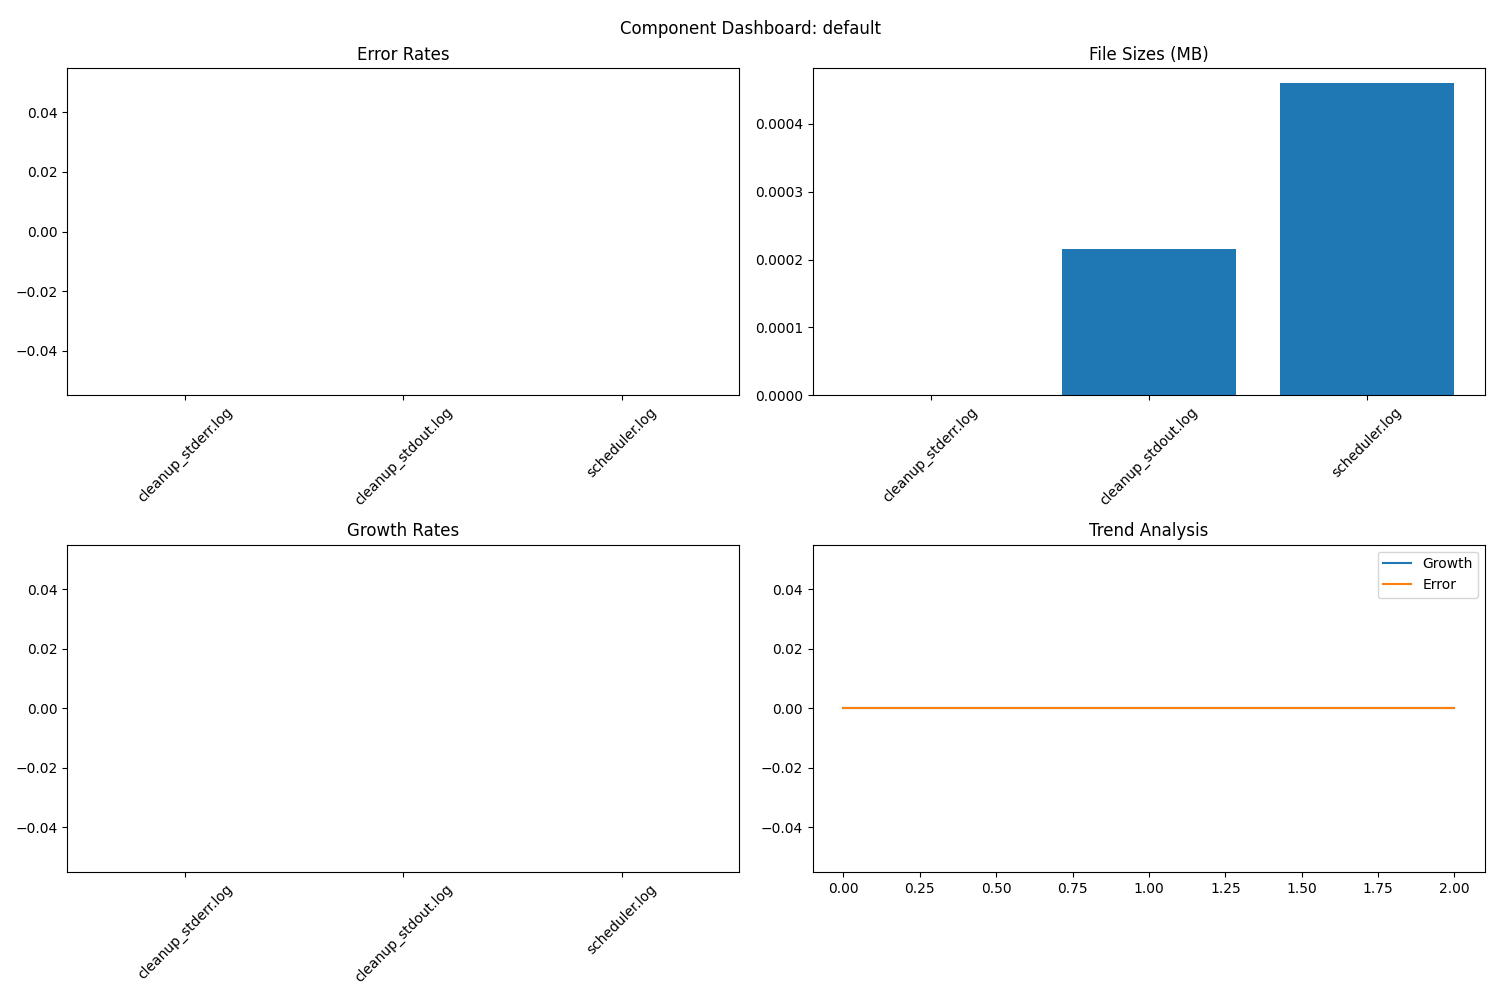 Component Dashboard: default
Error Rates
0.04
0.02
0.00
−0.02
−0.04
cleanup_stderr.log
cleanup_stdout.log
scheduler.log
File Sizes (MB)
0.0004
0.0003
0.0002
0.0001
0.0000
cleanup_stderr.log
cleanup_stdout.log
scheduler.log
Growth Rates
0.04
0.02
0.00
−0.02
−0.04
cleanup_stderr.log
cleanup_stdout.log
scheduler.log
Trend Analysis
Growth
Error
0.04
0.02
0.00
−0.02
−0.04
0.00 0.25 0.50 0.75 1.00 1.25 1.50 1.75 2.00